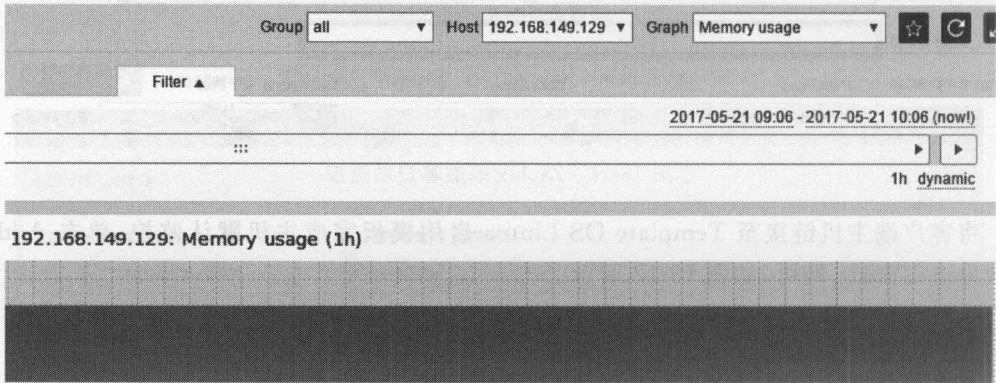 Group all ▼ Host 192.168.149.129 ▼ Graph Memory usage ▼
Filter ▲
2017-05-21 09:06 - 2017-05-21 10:06 (now!)
1h dynamic
192.168.149.129: Memory usage (1h)